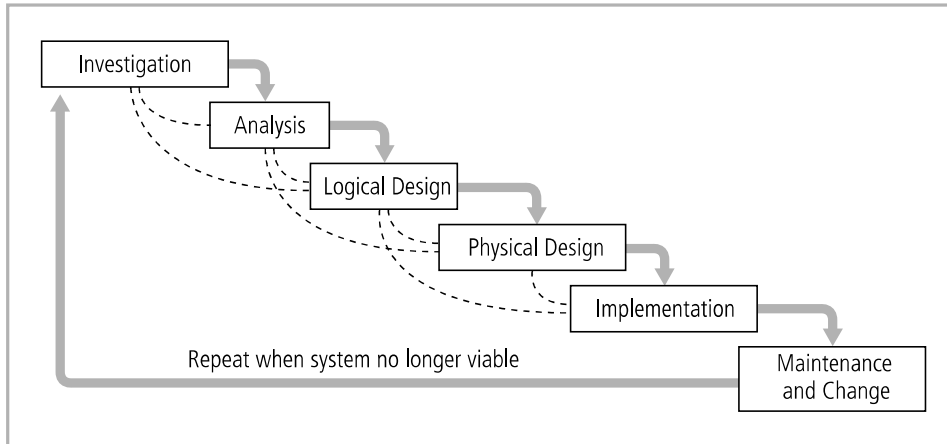 Investigation
Analysis
Logical Design
Physical Design
Implementation
Repeat when system no longer viable
Maintenance
and Change